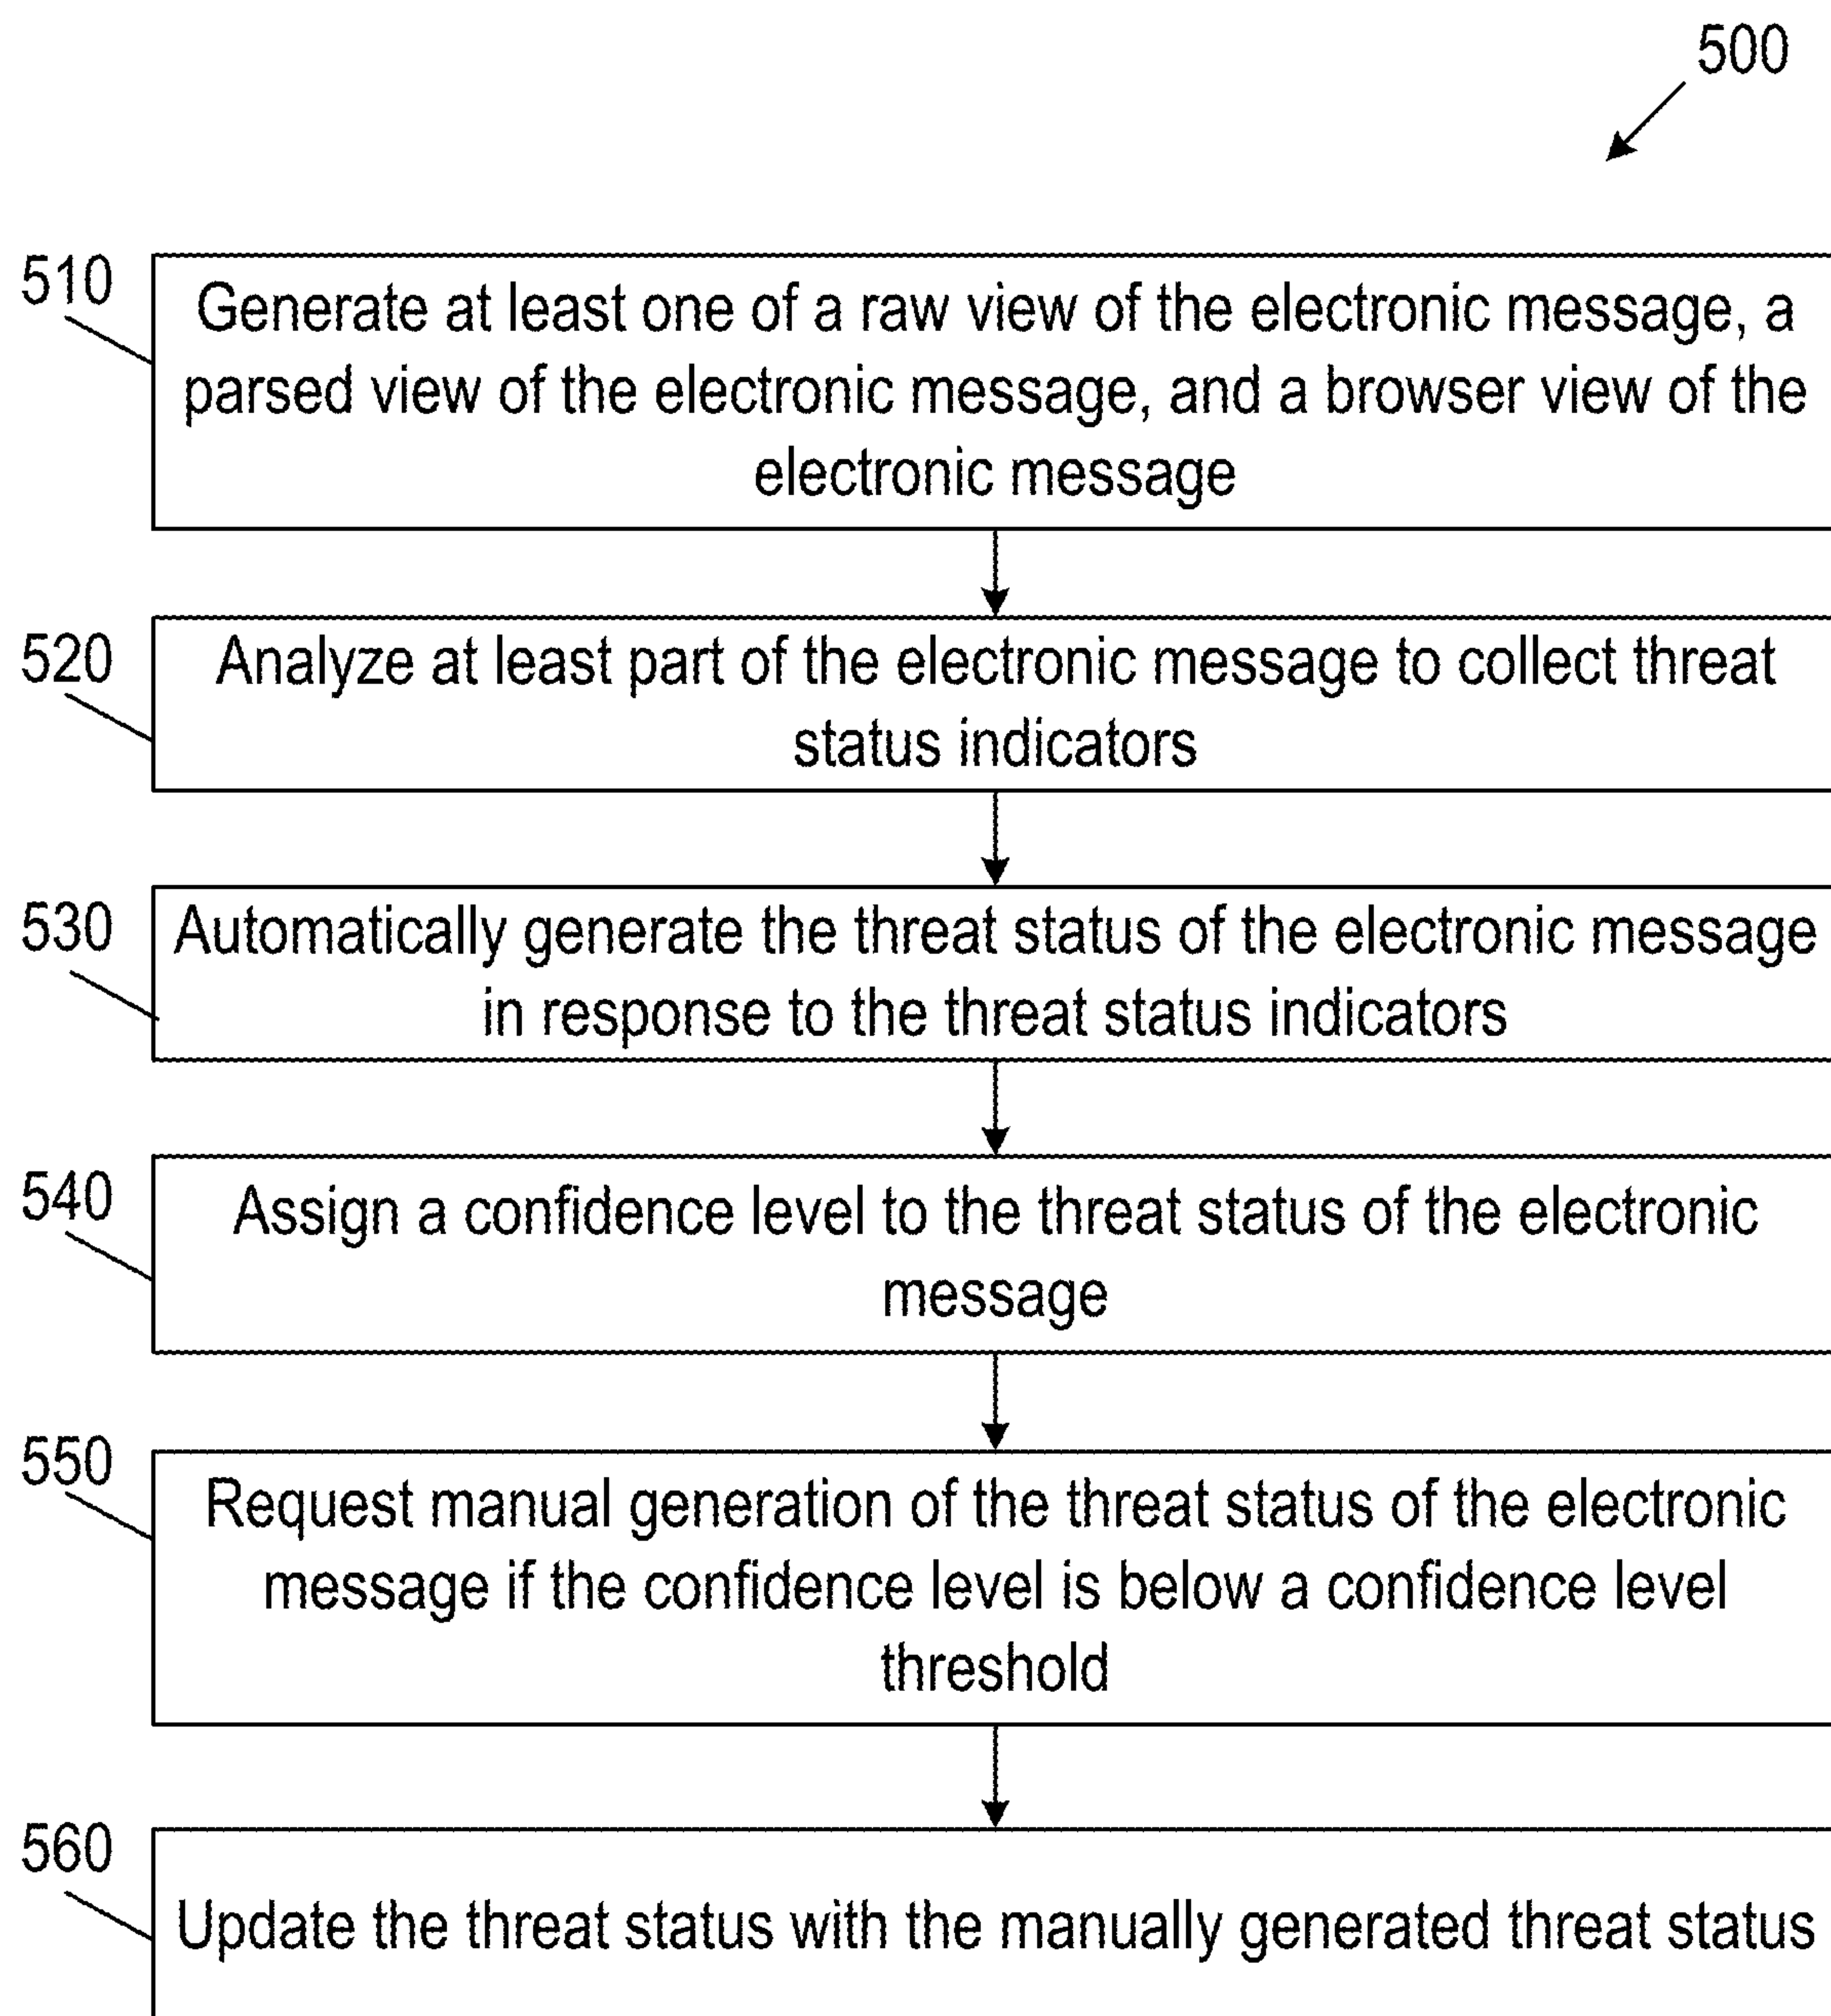 500
510
Generate at least one of a raw view of the electronic message, a
parsed view of the electronic message, and a browser view of the
electronic message
520
Analyze at least part of the electronic message to collect threat
status indicators
530
Automatically generate the threat status of the electronic message
in response to the threat status indicators
540
Assign a confidence level to the threat status of the electronic
message
550
Request manual generation of the threat status of the electronic
message if the confidence level is below a confidence level
threshold
560
Update the threat status with the manually generated threat status